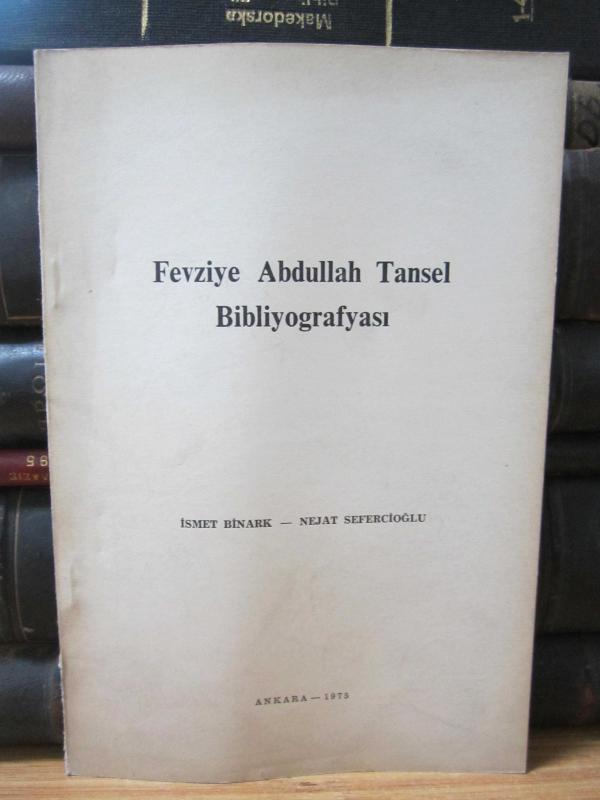 Makedorska
Fevziye Abdullah Tansel
Bibliyografyası
İSMET BİNARK — NEJAT SEFERCİOĞLU
ANKARA — 1975